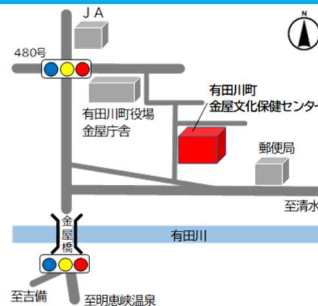 JA
N
480号
有田川町役場
金屋庁舎
有田川町
金屋文化保健センター
郵便局
至清水
金屋橋
有田川
至吉備
至明恵峡温泉